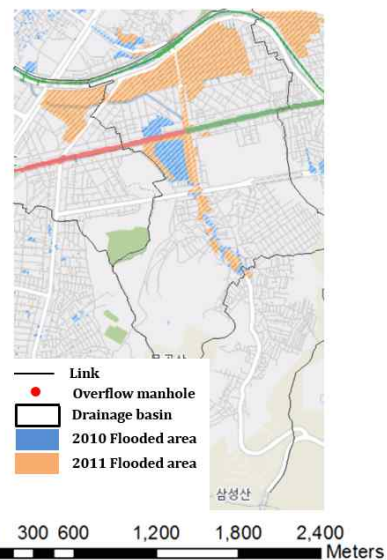 Link
Overflow manhole
Drainage basin
2010 Flooded area
2011 Flooded area
삼성산
300 600 1,200 1,800 2,400
Meters